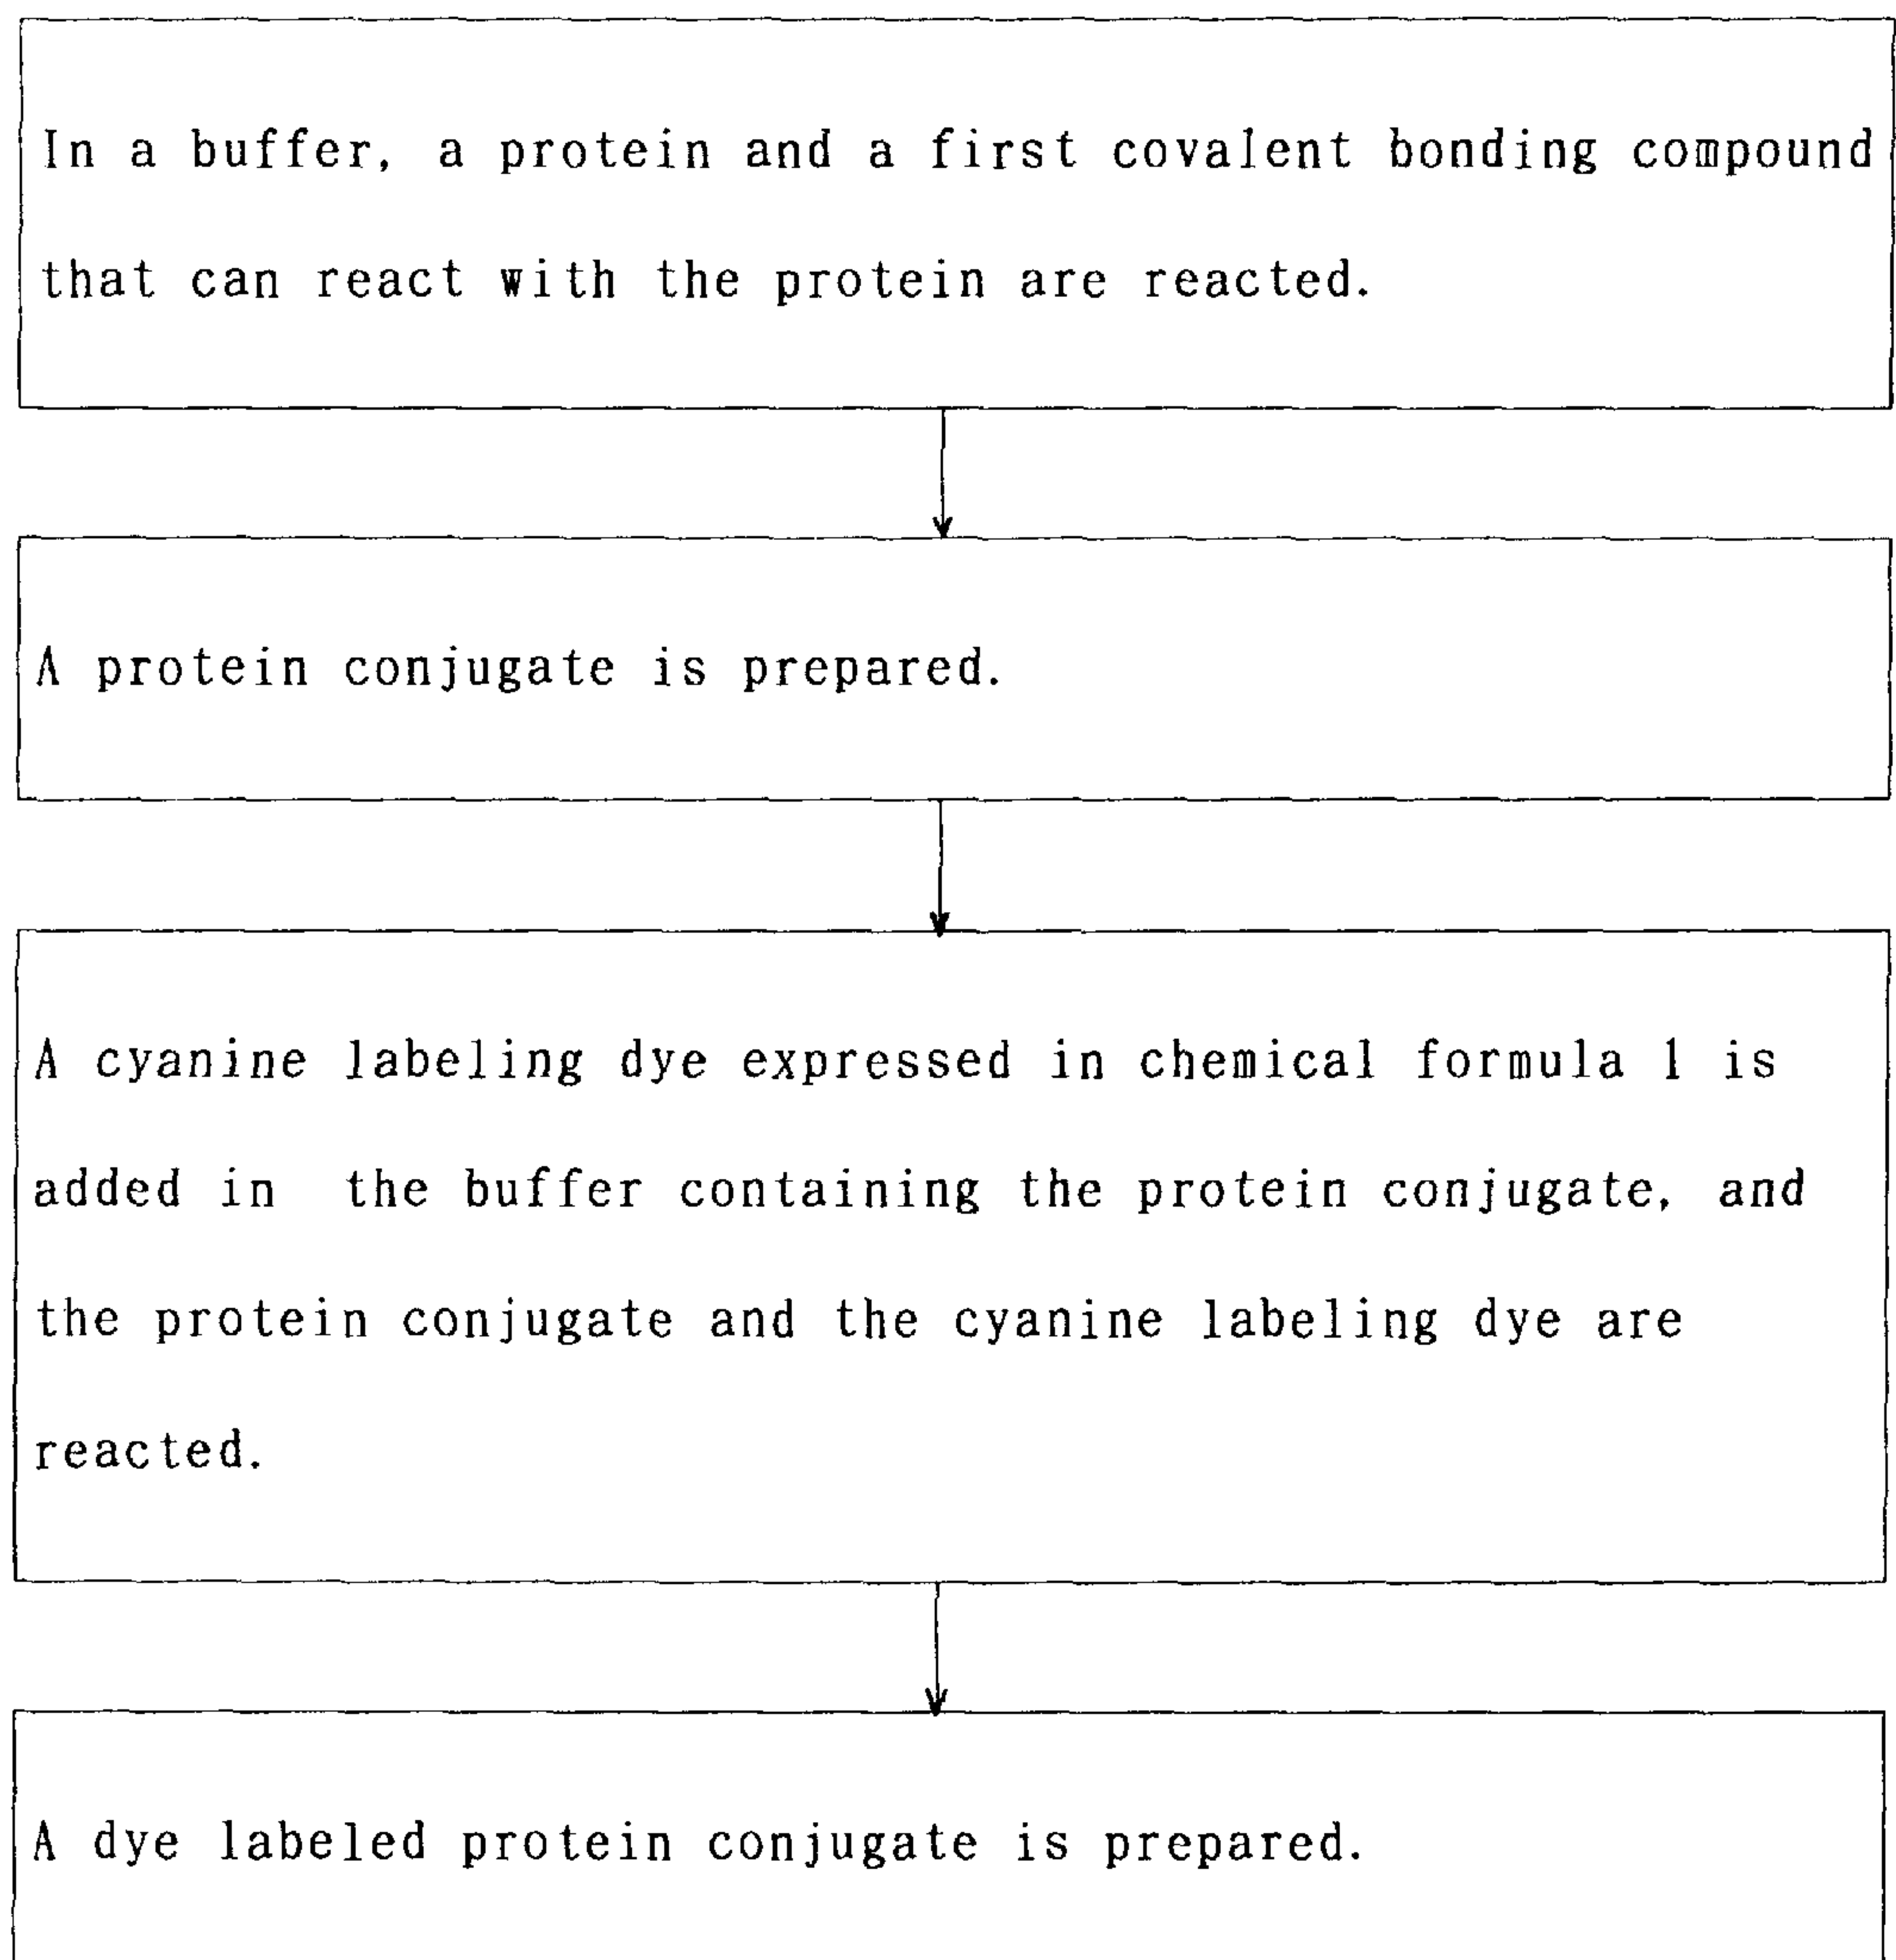 In a buffer, a protein and a first covalent bonding compound
that can react with the protein are reacted.
A protein conjugate is prepared.
A cyanine labeling dye expressed in chemical formula 1 is
added in the buffer containing the protein conjugate, and
the protein conjugate and the cyanine labeling dye are
reacted.
A dye labeled protein conjugate is prepared.